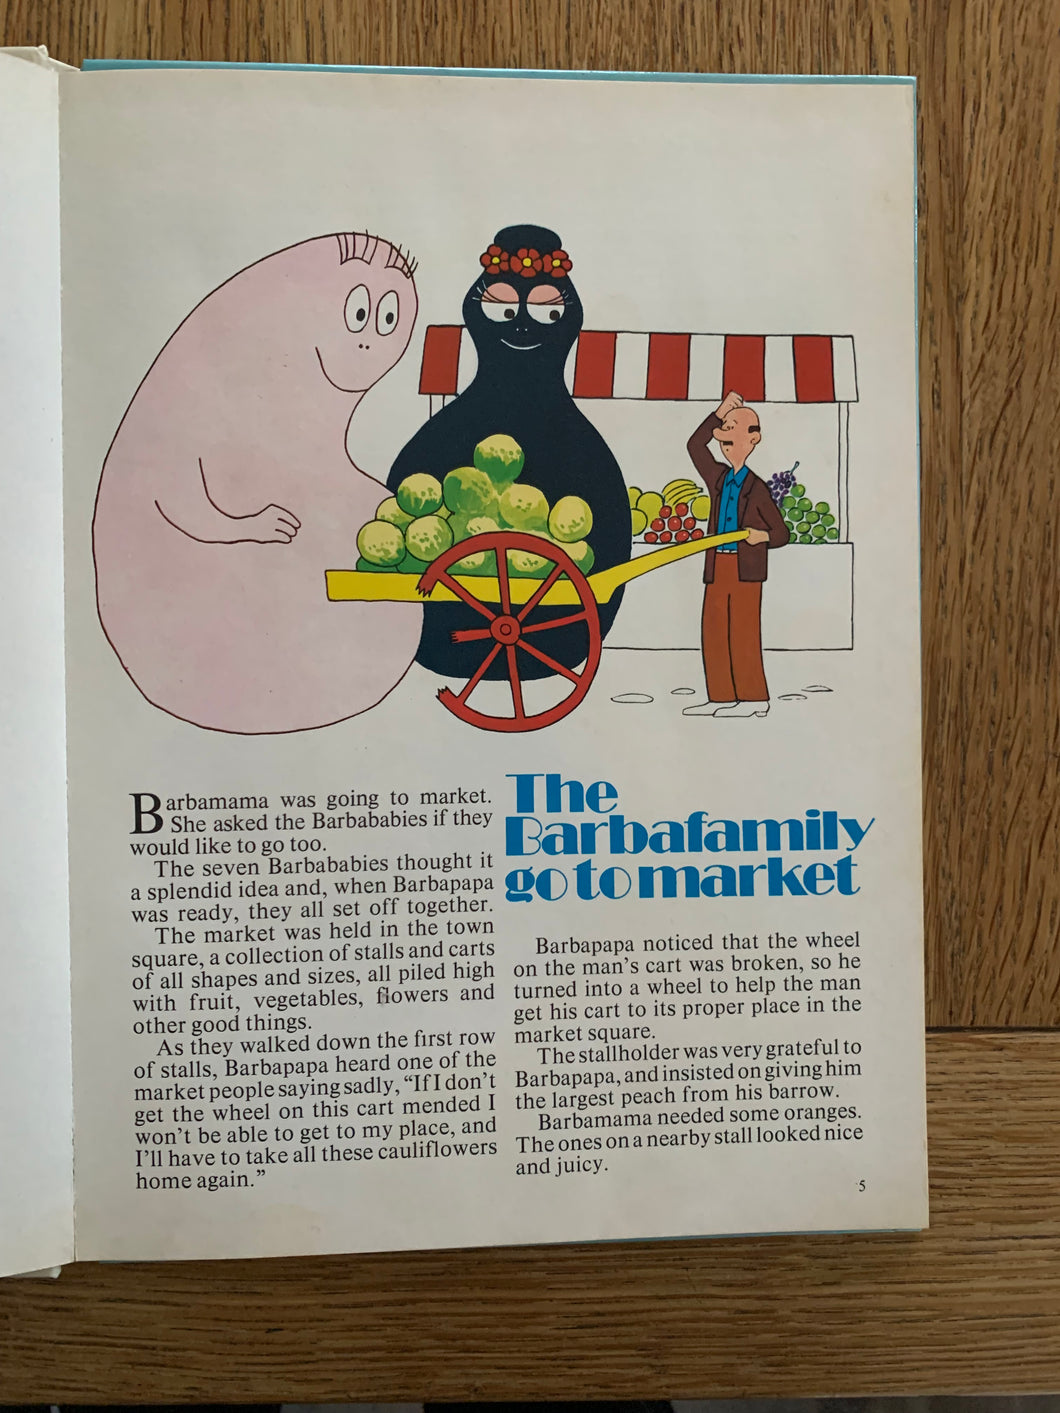 Barbamama was going to market.
She asked the Barbababies if they
would like to go too.
The seven Barbababies thought it
a splendid idea and, when Barbapapa
was ready, they all set off together.
The market was held in the town
square, a collection of stalls and carts
of all shapes and sizes, all piled high
with fruit, vegetables, flowers and
other good things.
As they walked down the first row
of stalls, Barbapapa heard one of the
market people saying sadly, “If I don’t
get the wheel on this cart mended I
won’t be able to get to my place, and
I’ll have to take all these cauliflowers
home again.”
The
Barbafamily
go to market
Barbapapa noticed that the wheel
on the man’s cart was broken, so he
turned into a wheel to help the man
get his cart to its proper place in the
market square.
The stallholder was very grateful to
Barbapapa, and insisted on giving him
the largest peach from his barrow.
Barbamama needed some oranges.
The ones on a nearby stall looked nice
and juicy.
5